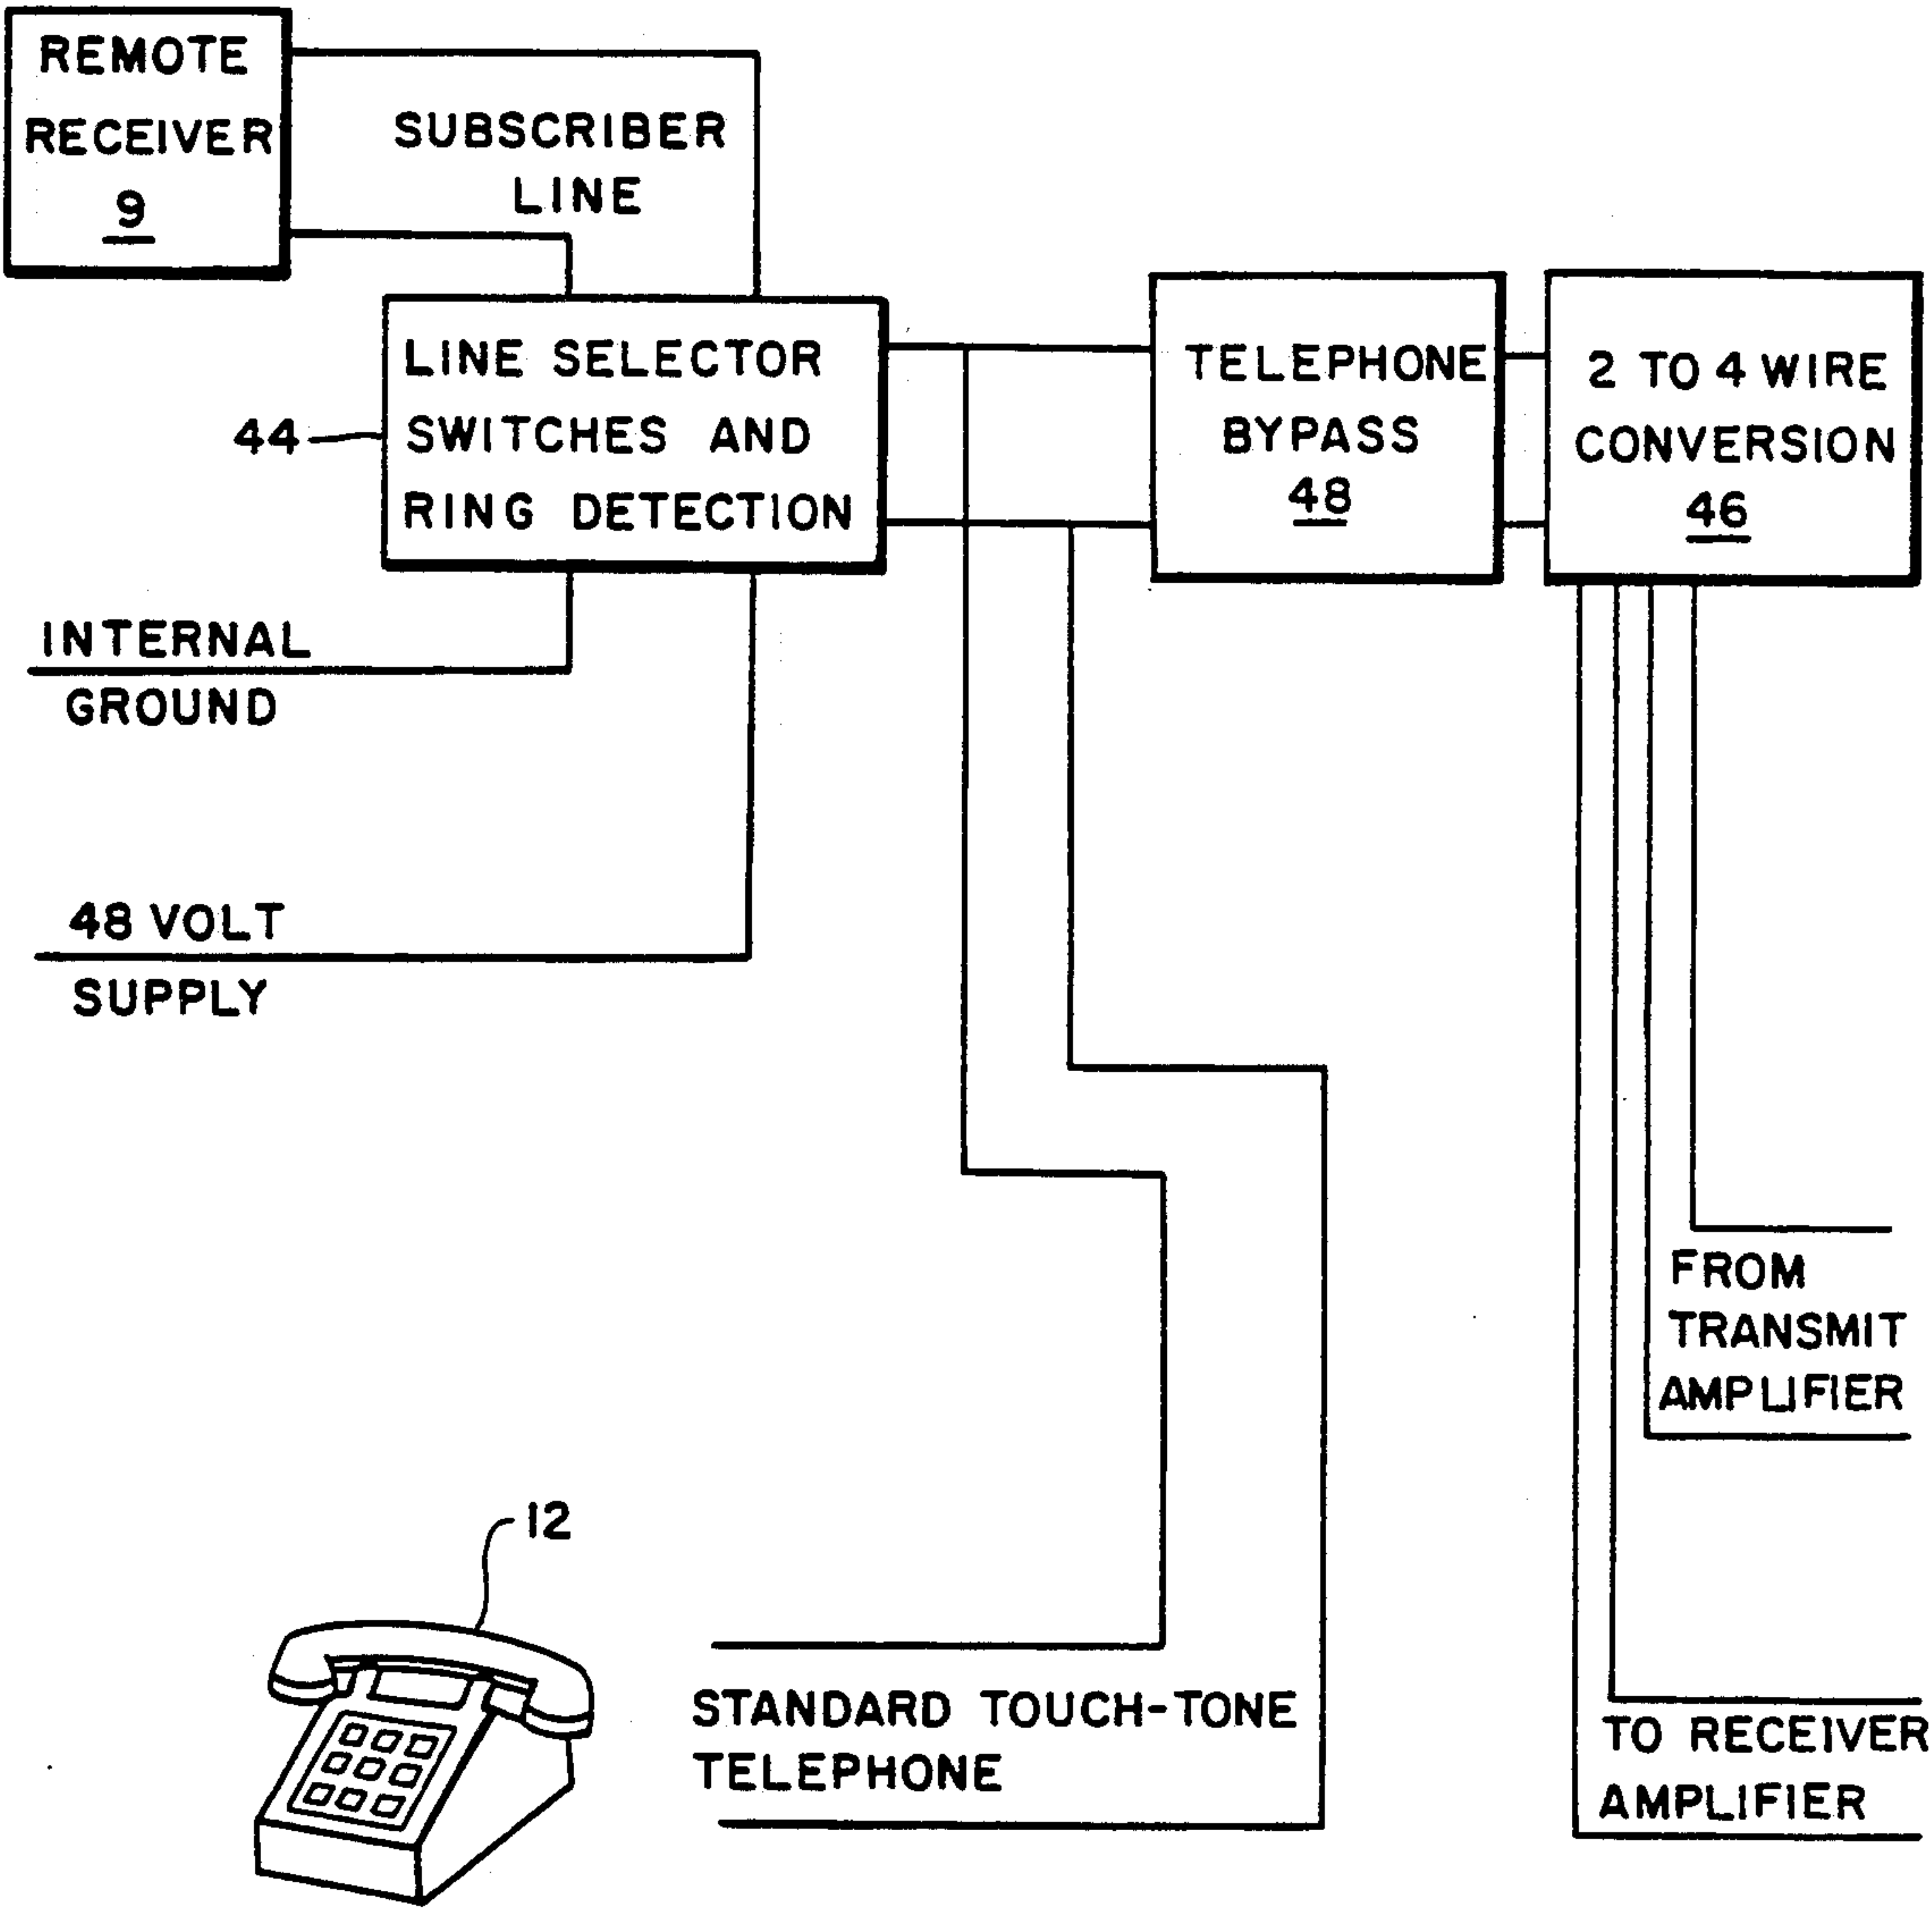 REMOTE
RECEIVER
9
SUBSCRIBER
LINE
LINE SELECTOR
SWITCHES AND
RING DETECTION
44
TELEPHONE
BYPASS
48
2 TO 4 WIRE
CONVERSION
46
INTERNAL
GROUND
48 VOLT
SUPPLY
FROM
TRANSMIT
AMPLIFIER
12
STANDARD TOUCH-TONE
TELEPHONE
TO RECEIVER
AMPLIFIER